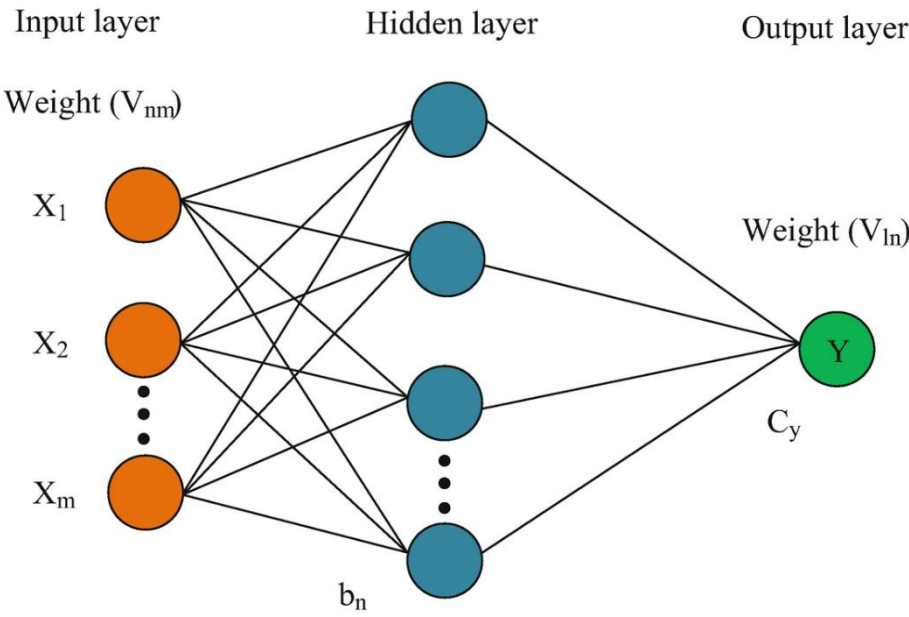 Input layer
Hidden layer
Output layer
Weight (Vnm)
X1
Weight (Vln)
X2
Y
Cy
Xm
bn